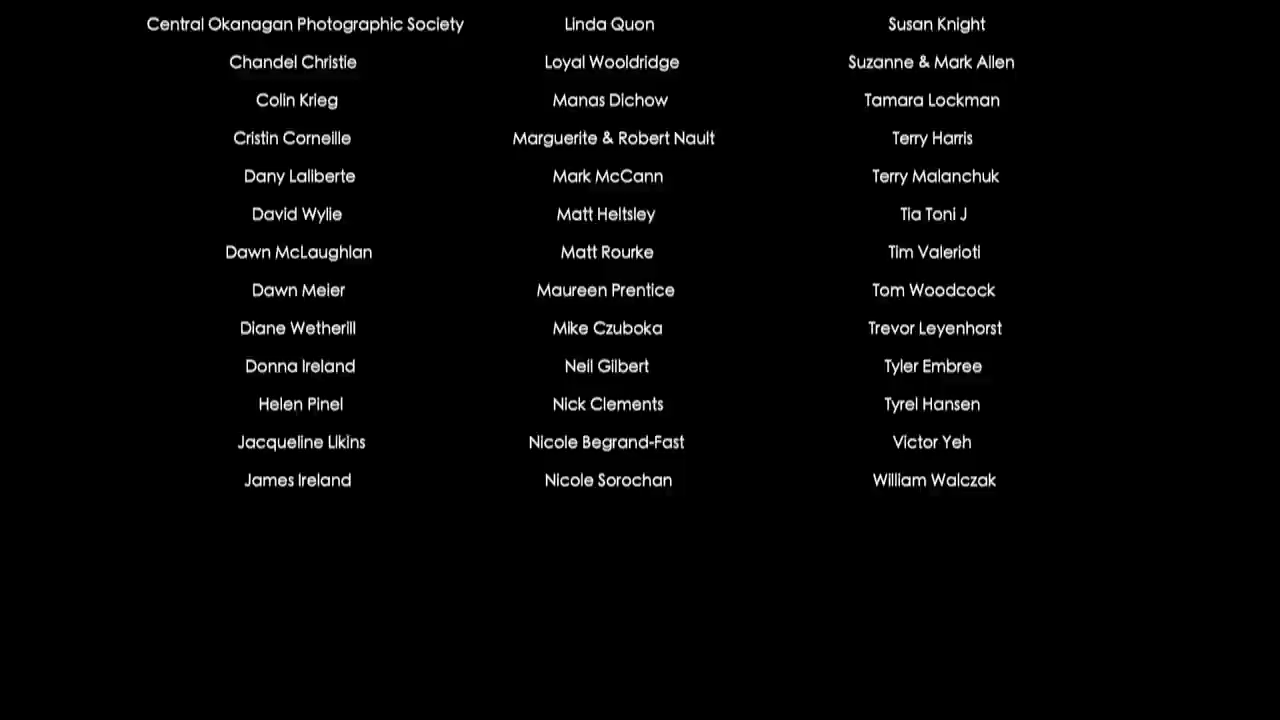 Central Okanagan Photographic Society
Chandel Christie
Colin Krieg
Cristin Corneille
Dany Laliberte
David Wylie
Dawn McLaughlan
Dawn Meier
Diane Wetherill
Donna Ireland
Helen Pinel
Jacqueline Likins
James Ireland
Linda Quon
Loyal Wooldridge
Manas Dichow
Marguerite & Robert Nault
Mark McCann
Matt Heltsley
Matt Rourke
Maureen Prentice
Mike Czuboka
Neil Gilbert
Nick Clements
Nicole Begrand-Fast
Nicole Sorochan
Susan Knight
Suzanne & Mark Allen
Tamara Lockman
Terry Harris
Terry Malanchuk
Tia Toni J
Tim Valerioti
Tom Woodcock
Trevor Leyenhorst
Tyler Embree
Tyrel Hansen
Victor Yeh
William Walczak